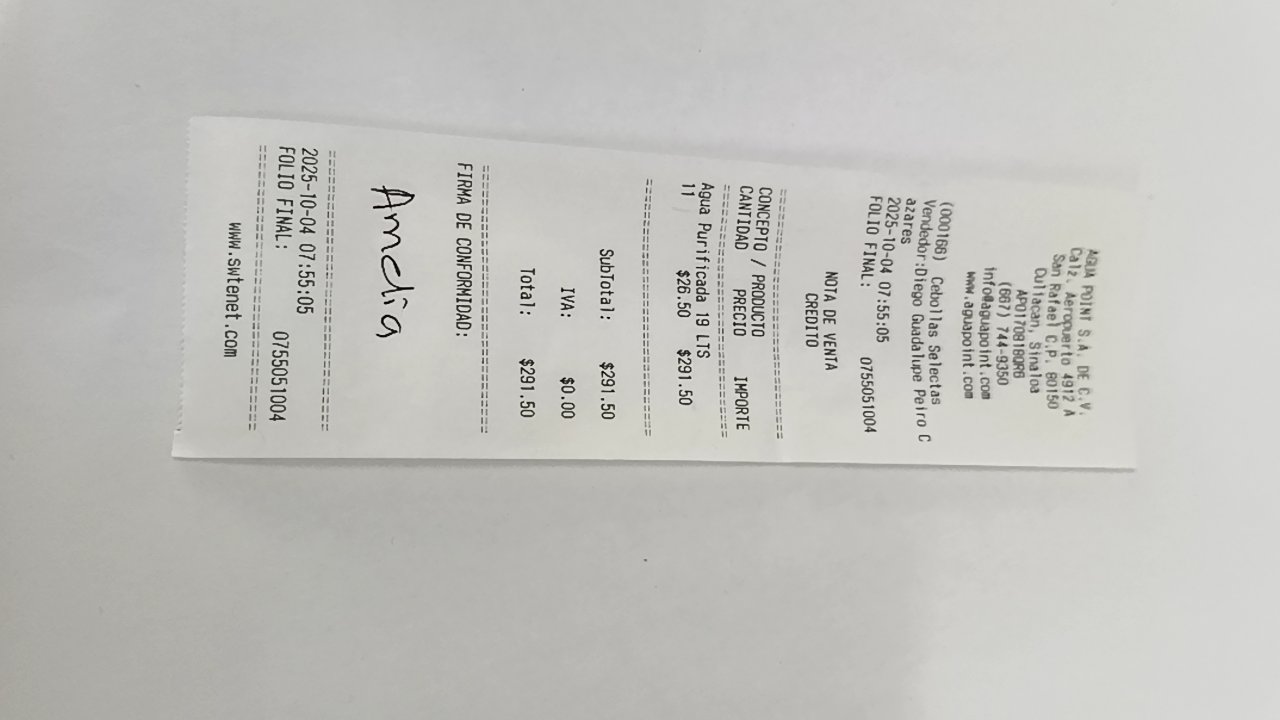 AGUA POINT S.A. DE C.V.
Calz. Aeropuerto 4912 A
San Rafael C.P. 80150
Culiacan, Sinaloa
APO170818QR6
(667) 744-9350
info@aguapoint.com
www.aguapoint.com
(000166) Cebollas Selectas
Vendedor:Diego Guadalupe Peiro C
azares
2025-10-04 07:55:05
FOLIO FINAL: 0755051004
NOTA DE VENTA
CREDITO
================================
CONCEPTO / PRODUCTO
CANTIDAD PRECIO IMPORTE
================================
Agua Purificada 19 LTS
11 $26.50 $291.50
================================
SubTotal: $291.50
IVA: $0.00
Total: $291.50
================================
FIRMA DE CONFORMIDAD:
Amelia
================================
2025-10-04 07:55:05
FOLIO FINAL: 0755051004
================================
www.swtenet.com